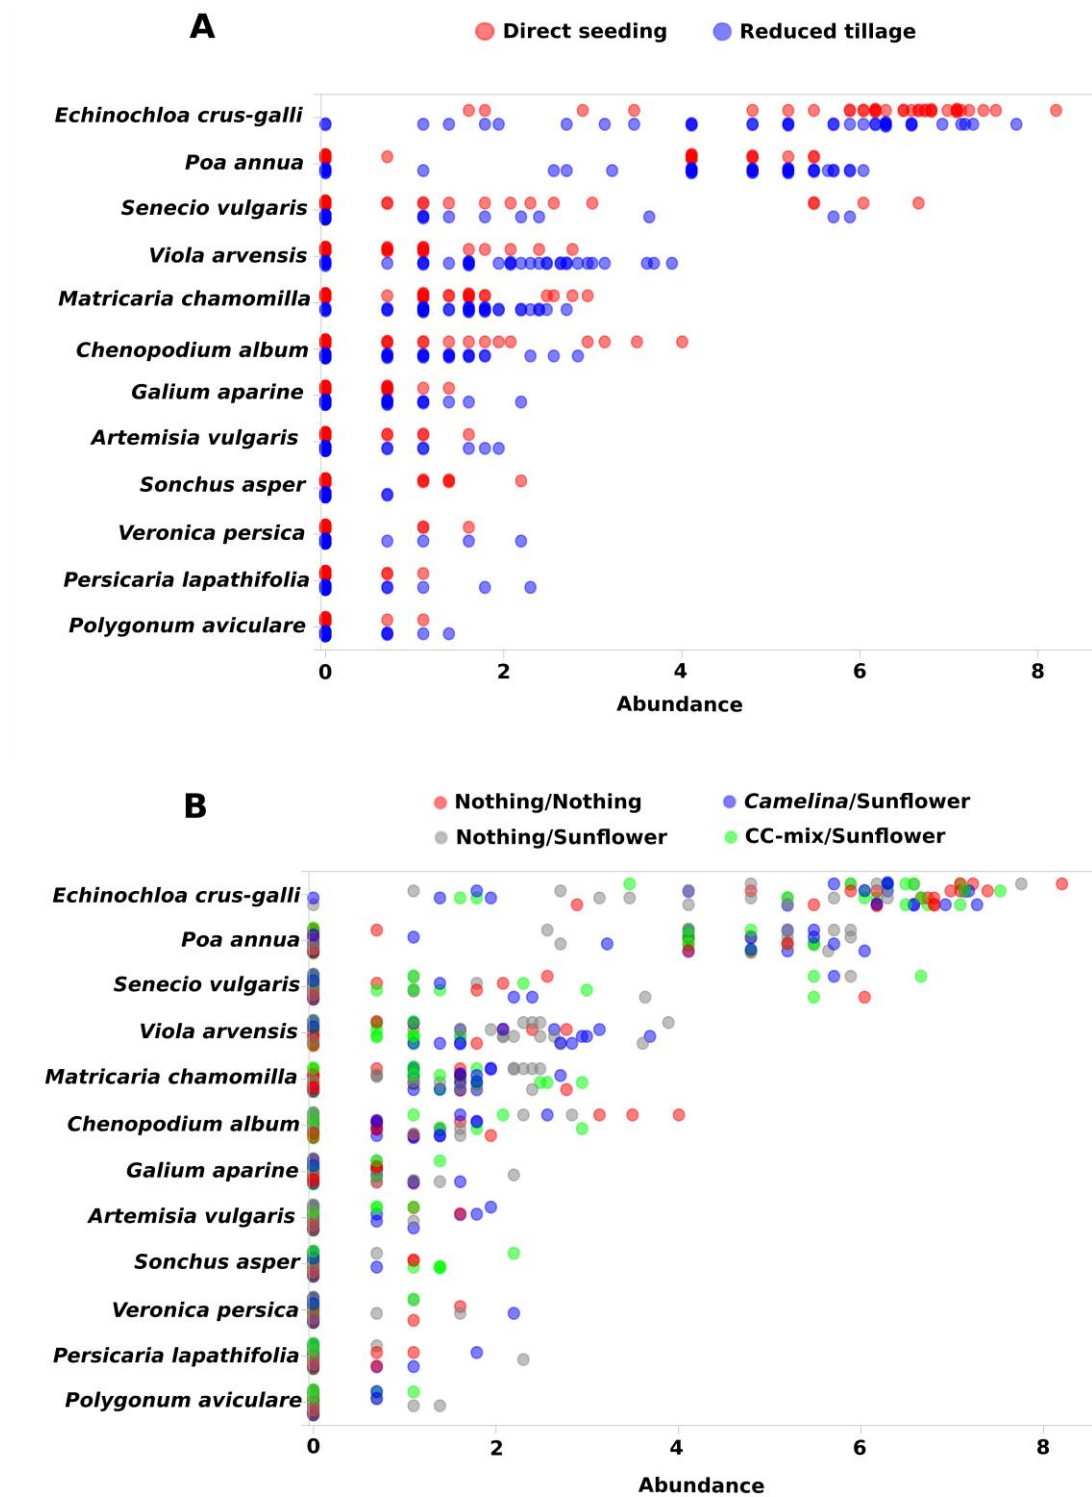 A
Direct seeding
Reduced tillage
Echinochloa crus-galli
Poa annua
Senecio vulgaris
Viola arvensis
Matricaria chamomilla
Chenopodium album
Galium aparine
Artemisia vulgaris
Sonchus asper
Veronica persica
Persicaria lapathifolia
Polygonum aviculare
0 2 4 6 8
Abundance
B
Nothing/Nothing
Camelina/Sunflower
Nothing/Sunflower
CC-mix/Sunflower
Echinochloa crus-galli
Poa annua
Senecio vulgaris
Viola arvensis
Matricaria chamomilla
Chenopodium album
Galium aparine
Artemisia vulgaris
Sonchus asper
Veronica persica
Persicaria lapathifolia
Polygonum aviculare
0 2 4 6 8
Abundance